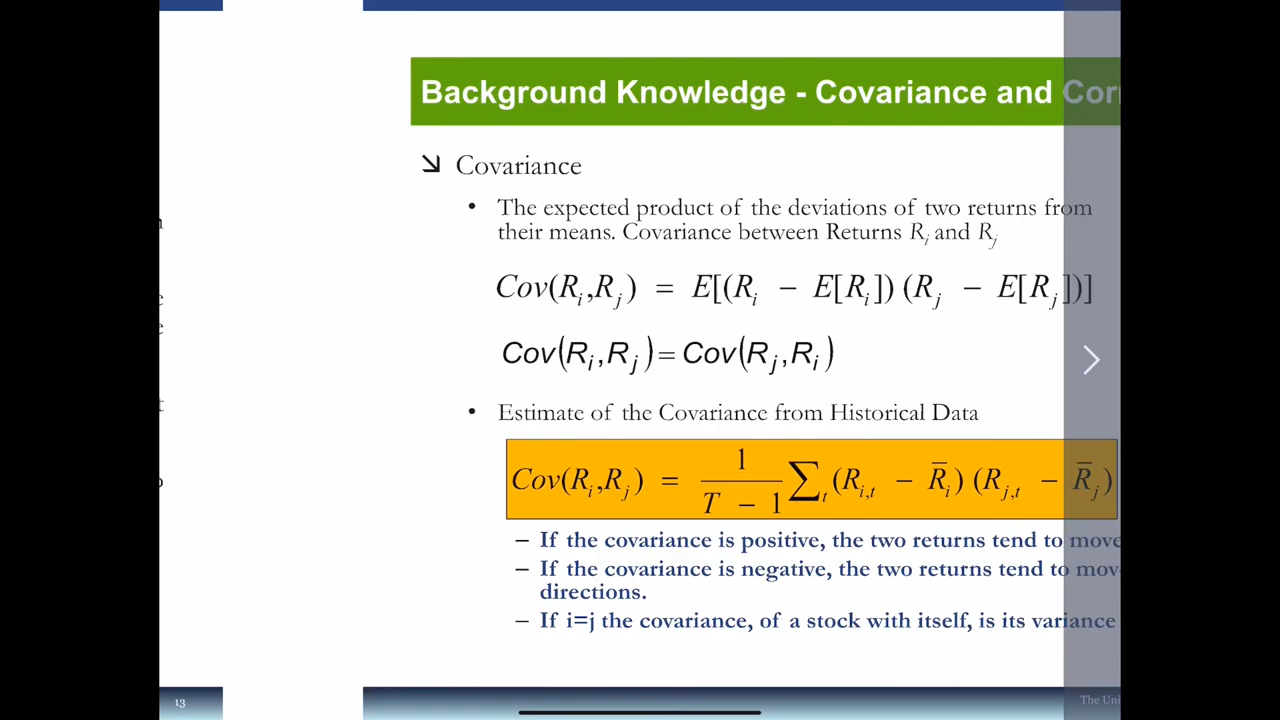 Background Knowledge - Covariance and
Covariance
• The expected product of the deviations of two returns from
their means. Covariance between Returns R_i and R_j
Cov(R_i,R_j) = E[(R_i − E[R_i]) (R_j − E[R_j])]
Cov(R_i,R_j) = Cov(R_j,R_i)
• Estimate of the Covariance from Historical Data
Cov(R_i,R_j) = 1/(T − 1) ∑_t (R_{i,t} − R̄_i) (R_{j,t} − R̄_j)
– If the covariance is positive, the two returns tend to move
– If the covariance is negative, the two returns tend to
directions.
– If i=j the covariance, of a stock with itself, is its variance
13
The